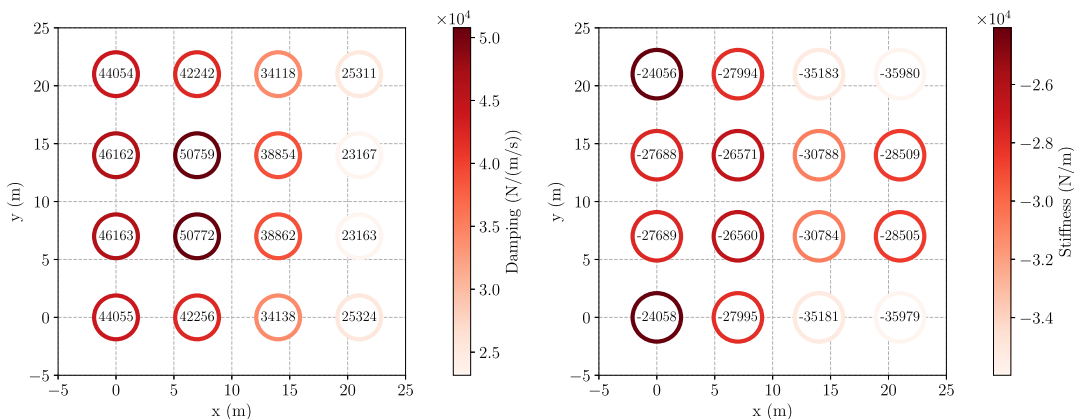 ×10⁴
×10⁴
25
20
15
10
5
0
−5
y (m)
44054 42242 34118 25311
46162 50759 38854 23167
46163 50772 38862 23163
44055 42256 34138 25324
−5 0 5 10 15 20 25
x (m)
5.0
4.5
4.0
3.5
3.0
2.5
Damping (N/(m/s))
25
20
15
10
5
0
−5
y (m)
-24056 -27994 -35183 -35980
-27688 -26571 -30788 -28509
-27689 -26560 -30784 -28505
-24058 -27995 -35181 -35979
−5 0 5 10 15 20 25
x (m)
−2.6
−2.8
−3.0
−3.2
−3.4
Stiffness (N/m)